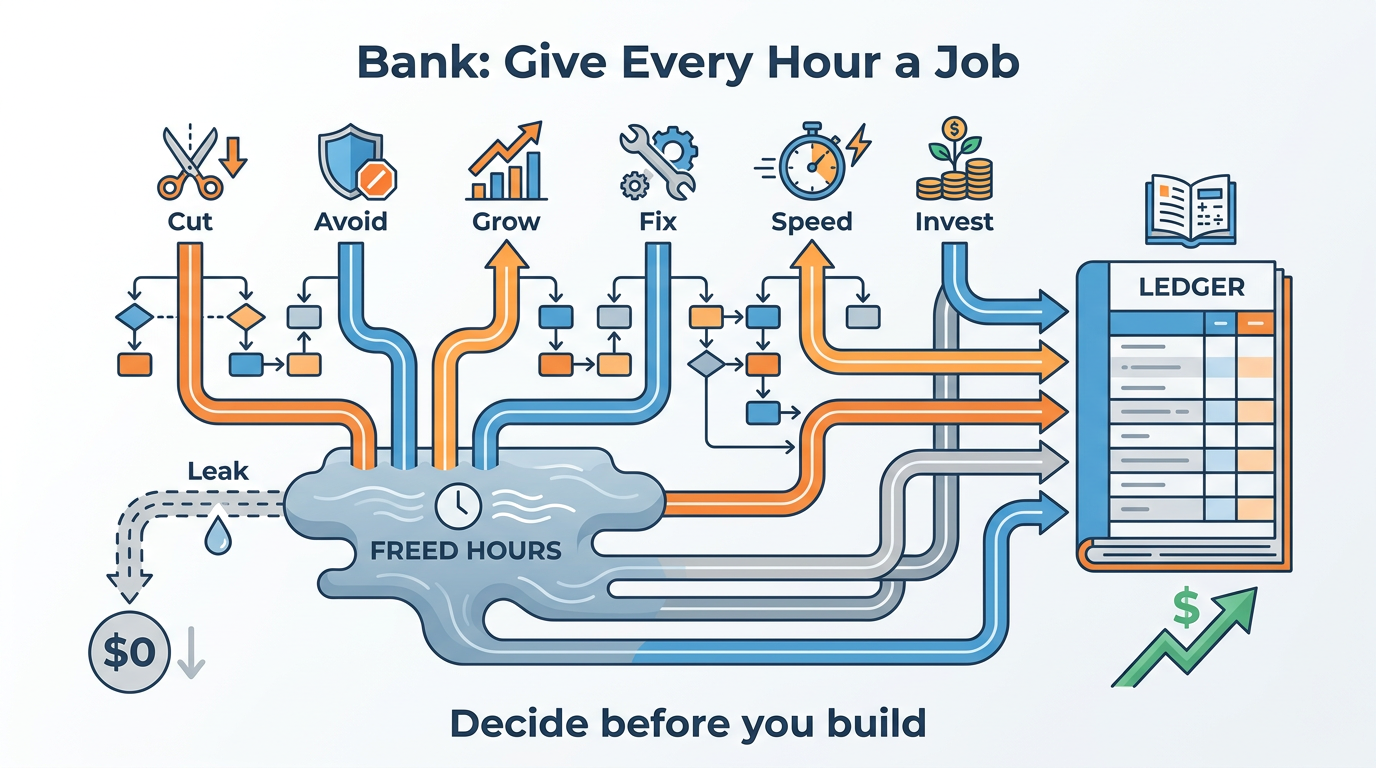 Bank: Give Every Hour a Job
Cut
Avoid
Grow
Fix
Speed
Invest
LEDGER
Leak
FREED HOURS
$0
$
Decide before you build